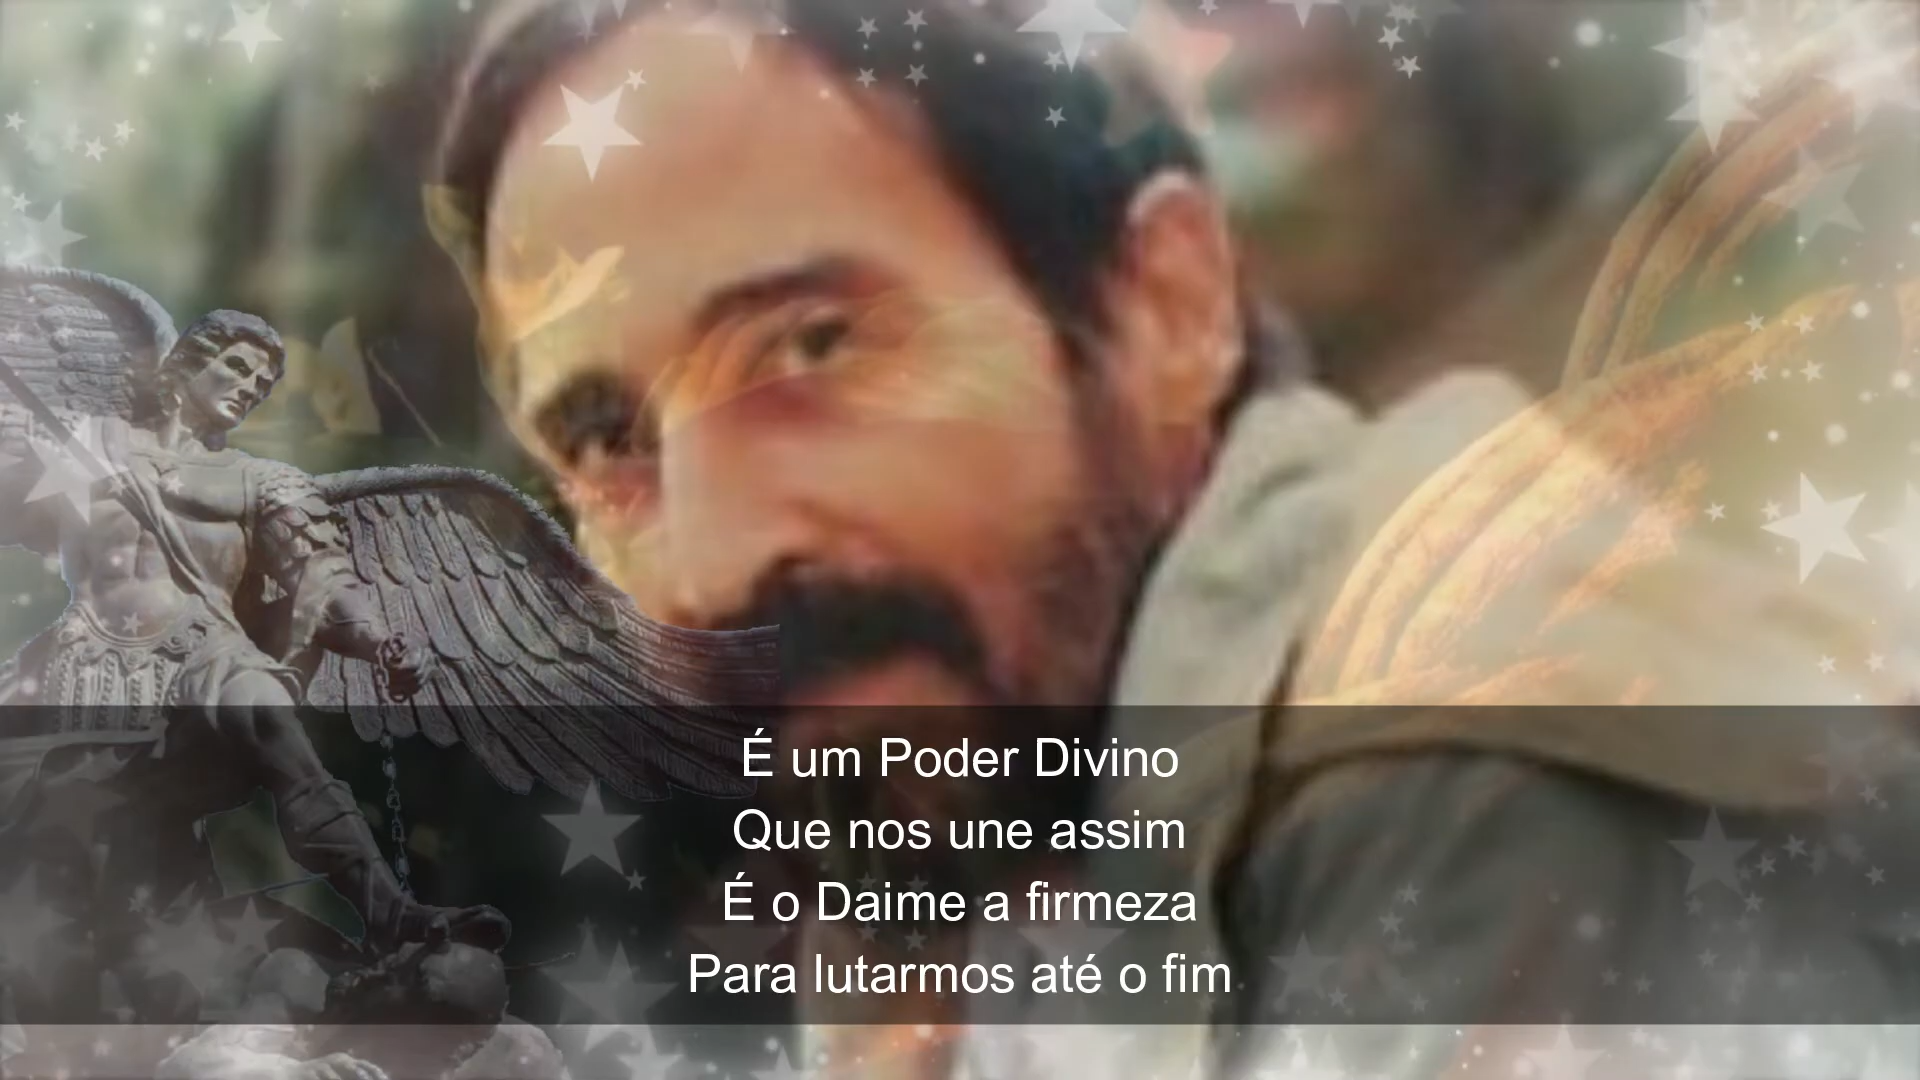 É um Poder Divino
Que nos une assim
É o Daime a firmeza
Para lutarmos até o fim